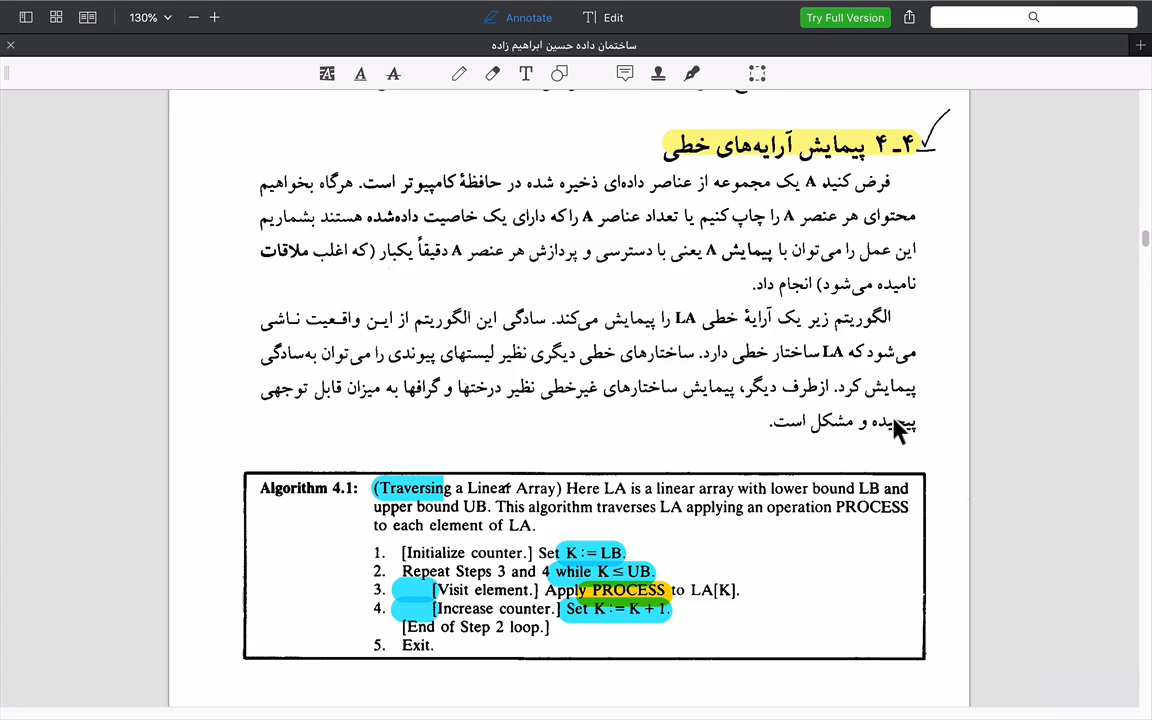 130%
Annotate
Edit
Try Full Version
ساختمان داده حسین ابراهیم زاده
۴ـ۴ پیمایش آرایه‌های خطی
فرض کنید A یک مجموعه از عناصر داده‌ای ذخیره شده در حافظهٔ کامپیوتر است. هرگاه بخواهیم
محتوای هر عنصر A را چاپ کنیم یا تعداد عناصر A را که دارای یک خاصیت داده‌شده هستند بشماریم
این عمل را می‌توان با پیمایش A یعنی با دسترسی و پردازش هر عنصر A دقیقاً یکبار (که اغلب ملاقات
نامیده می‌شود) انجام داد.
الگوریتم زیر یک آرایهٔ خطی LA را پیمایش می‌کند. سادگی این الگوریتم از این واقعیت ناشی
می‌شود که LA ساختار خطی دارد. ساختارهای خطی دیگری نظیر لیستهای پیوندی را می‌توان به‌سادگی
پیمایش کرد. ازطرف دیگر، پیمایش ساختارهای غیرخطی نظیر درختها و گرافها به میزان قابل توجهی
پیچیده و مشکل است.
Algorithm 4.1: (Traversing a Linear Array) Here LA is a linear array with lower bound LB and
upper bound UB. This algorithm traverses LA applying an operation PROCESS
to each element of LA.
1. [Initialize counter.] Set K := LB.
2. Repeat Steps 3 and 4 while K ≤ UB.
3. [Visit element.] Apply PROCESS to LA[K].
4. [Increase counter.] Set K := K + 1.
[End of Step 2 loop.]
5. Exit.